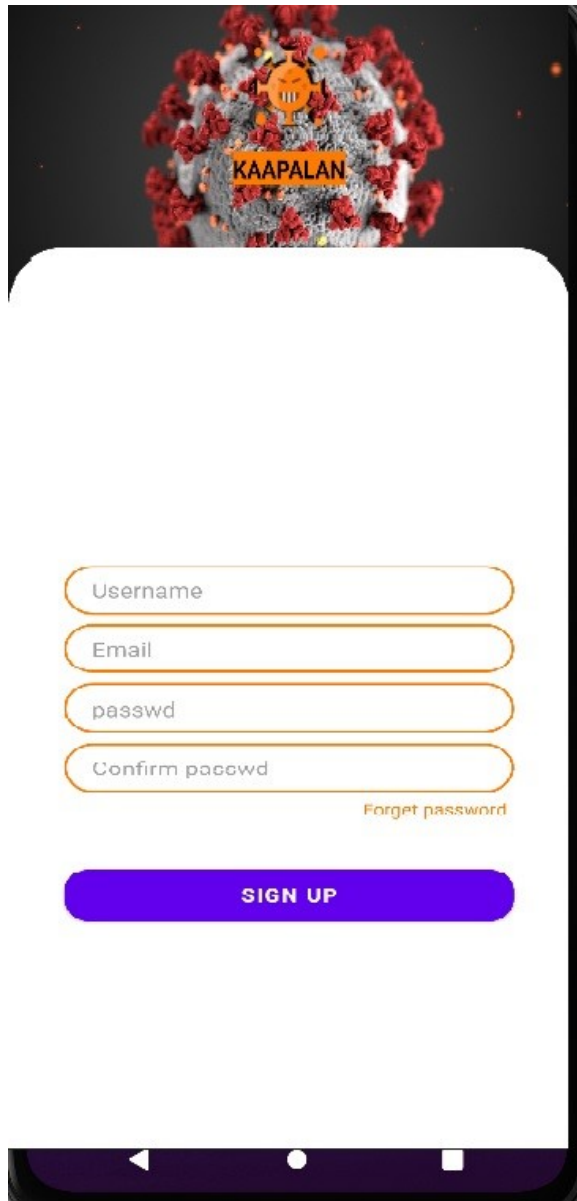 KAAPALAN
Username
Email
passwd
Confirm passwd
Forget password
SIGN UP